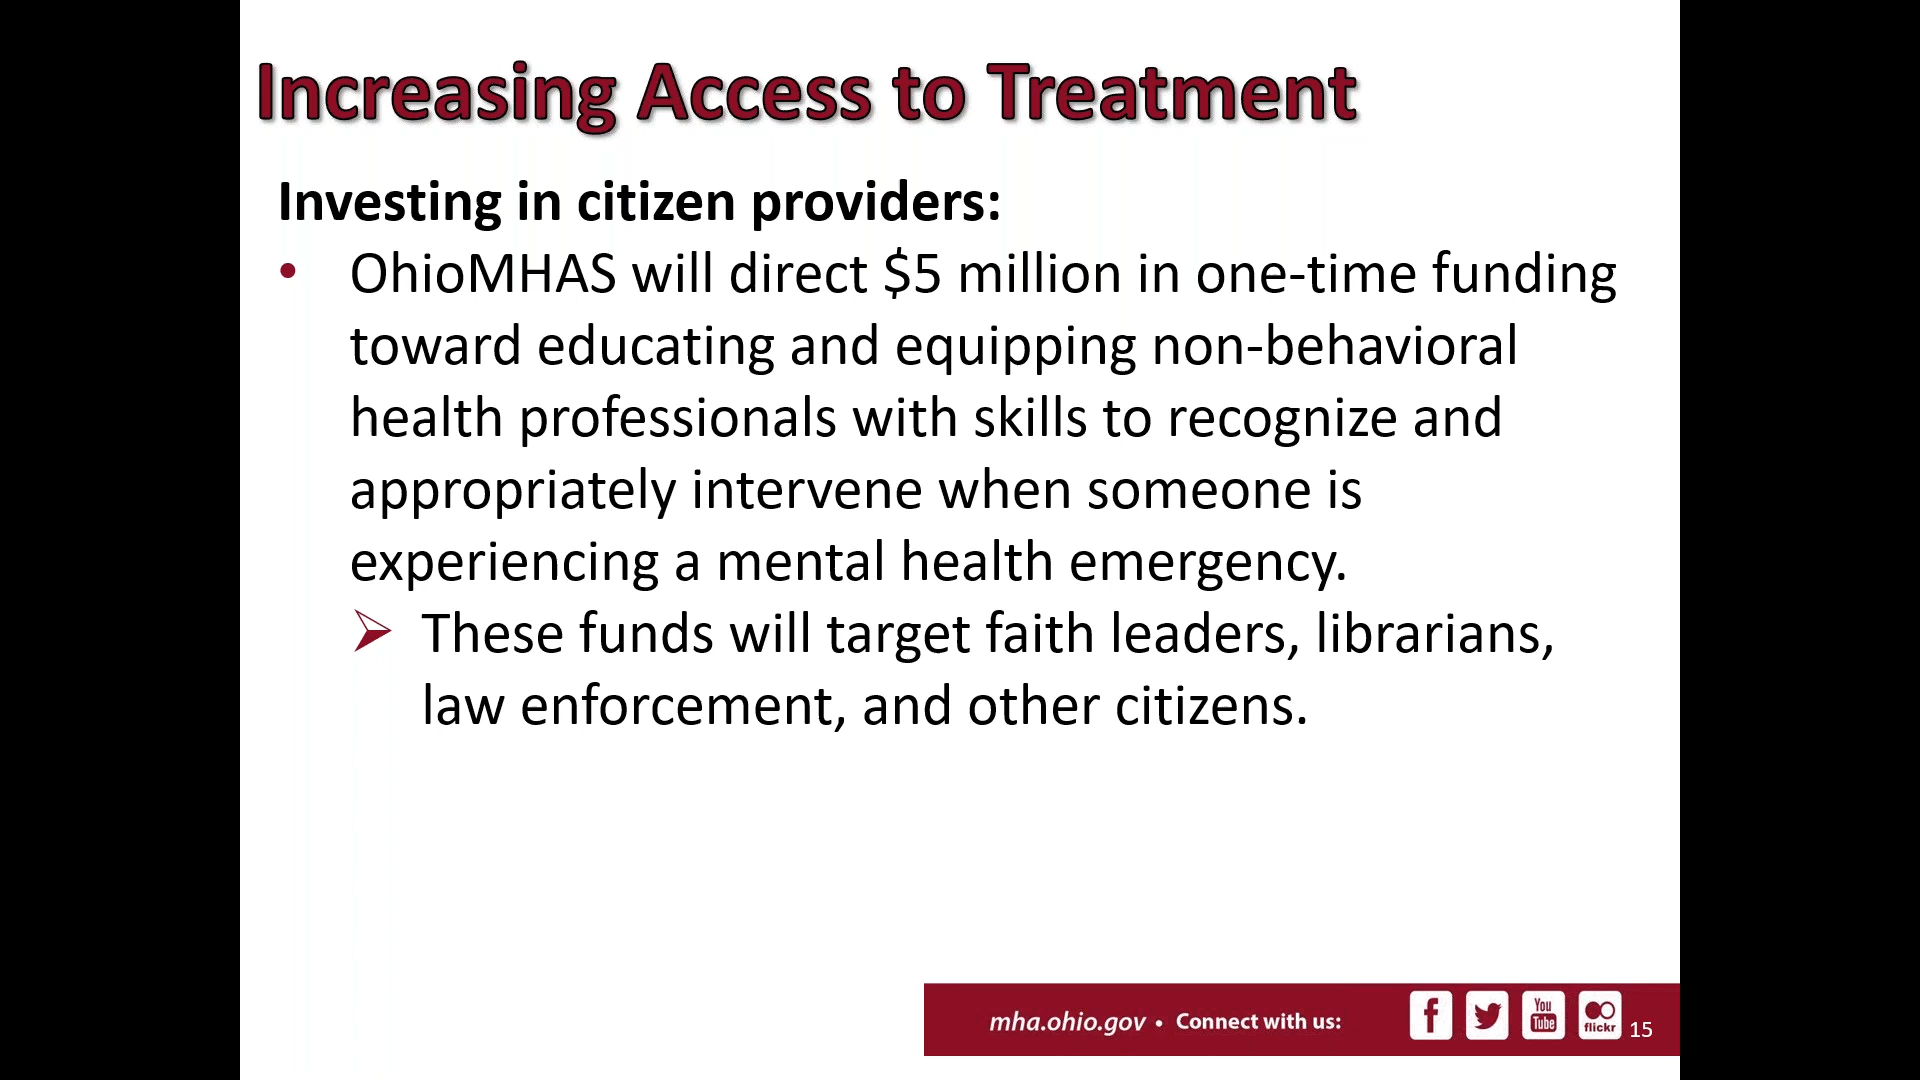 Increasing Access to Treatment
Investing in citizen providers:
• OhioMHAS will direct $5 million in one-time funding
toward educating and equipping non-behavioral
health professionals with skills to recognize and
appropriately intervene when someone is
experiencing a mental health emergency.
➢ These funds will target faith leaders, librarians,
law enforcement, and other citizens.
mha.ohio.gov • Connect with us: f You Tube flickr 15